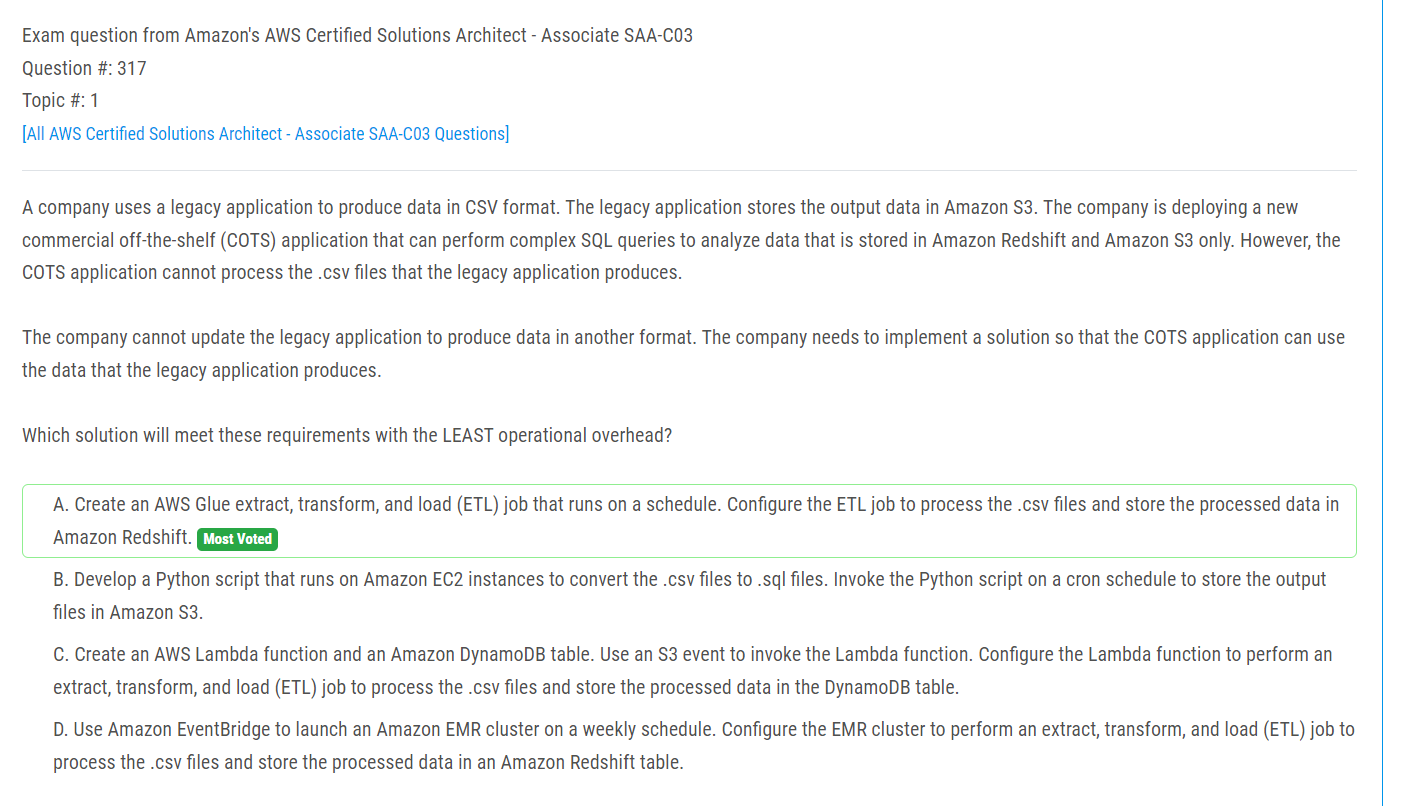 Exam question from Amazon's AWS Certified Solutions Architect - Associate SAA-C03
Question #: 317
Topic #: 1
[All AWS Certified Solutions Architect - Associate SAA-C03 Questions]
A company uses a legacy application to produce data in CSV format. The legacy application stores the output data in Amazon S3. The company is deploying a new
commercial off-the-shelf (COTS) application that can perform complex SQL queries to analyze data that is stored in Amazon Redshift and Amazon S3 only. However, the
COTS application cannot process the .csv files that the legacy application produces.
The company cannot update the legacy application to produce data in another format. The company needs to implement a solution so that the COTS application can use
the data that the legacy application produces.
Which solution will meet these requirements with the LEAST operational overhead?
A. Create an AWS Glue extract, transform, and load (ETL) job that runs on a schedule. Configure the ETL job to process the .csv files and store the processed data in
Amazon Redshift. Most Voted
B. Develop a Python script that runs on Amazon EC2 instances to convert the .csv files to .sql files. Invoke the Python script on a cron schedule to store the output
files in Amazon S3.
C. Create an AWS Lambda function and an Amazon DynamoDB table. Use an S3 event to invoke the Lambda function. Configure the Lambda function to perform an
extract, transform, and load (ETL) job to process the .csv files and store the processed data in the DynamoDB table.
D. Use Amazon EventBridge to launch an Amazon EMR cluster on a weekly schedule. Configure the EMR cluster to perform an extract, transform, and load (ETL) job to
process the .csv files and store the processed data in an Amazon Redshift table.